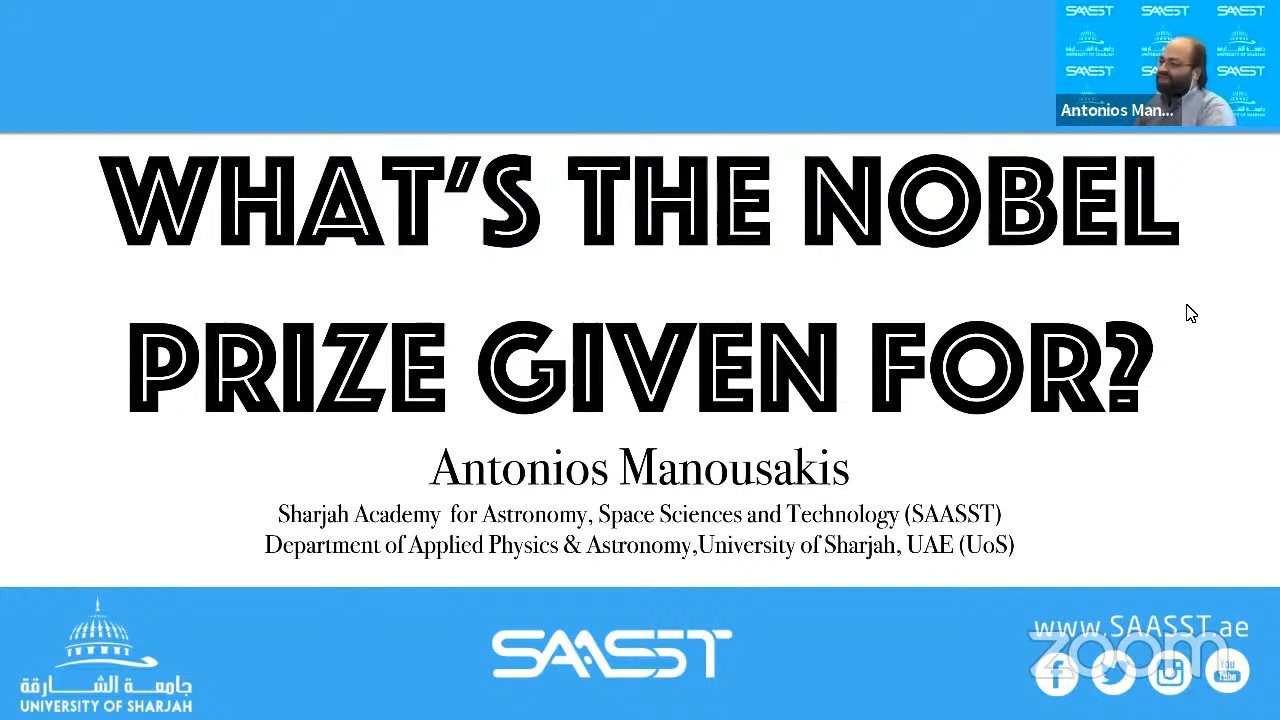 SAASST SAASST SAASST
SAASST SAASST
Antonios Man...
WHAT'S THE NOBEL
PRIZE GIVEN FOR?
Antonios Manousakis
Sharjah Academy for Astronomy, Space Sciences and Technology (SAASST)
Department of Applied Physics & Astronomy,University of Sharjah, UAE (UoS)
جامعة الشارقة
UNIVERSITY OF SHARJAH
SAASST
www.SAASST.ae
zoom
You
Tube